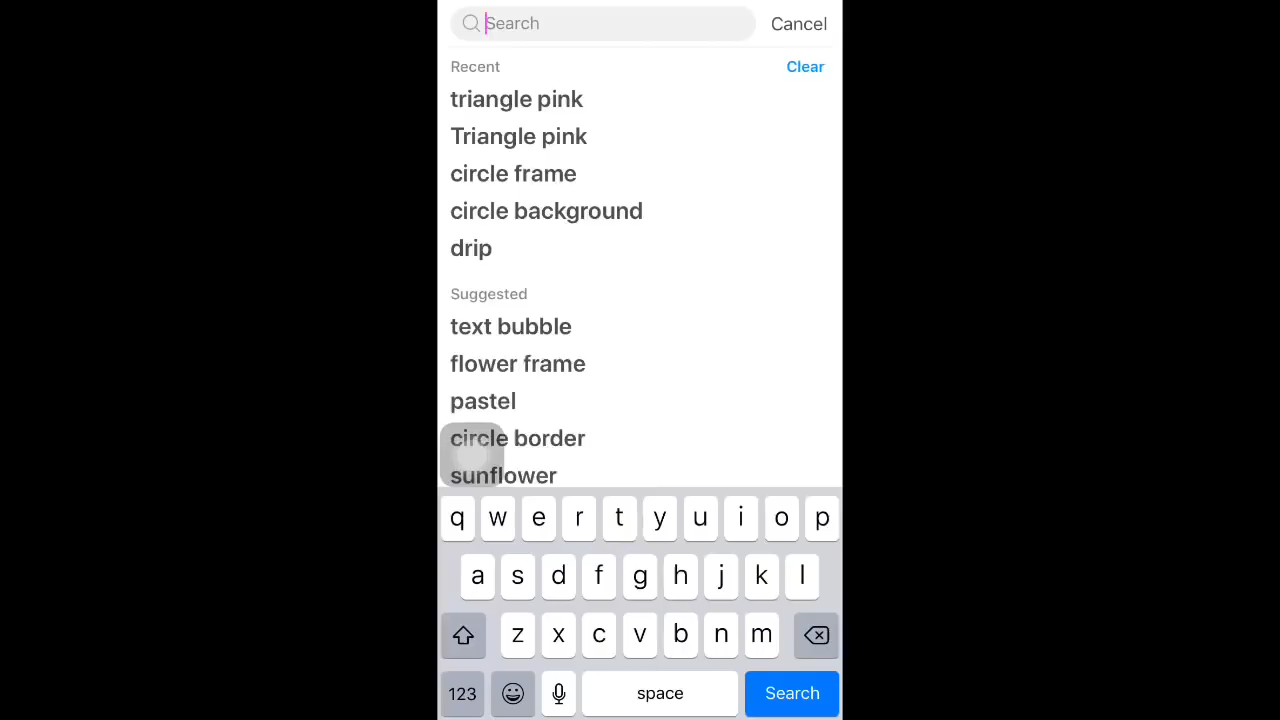 Search Cancel
Recent Clear
triangle pink
Triangle pink
circle frame
circle background
drip
Suggested
text bubble
flower frame
pastel
circle border
sunflower
q w e r t y u i o p
a s d f g h j k l
z x c v b n m
123 space Search